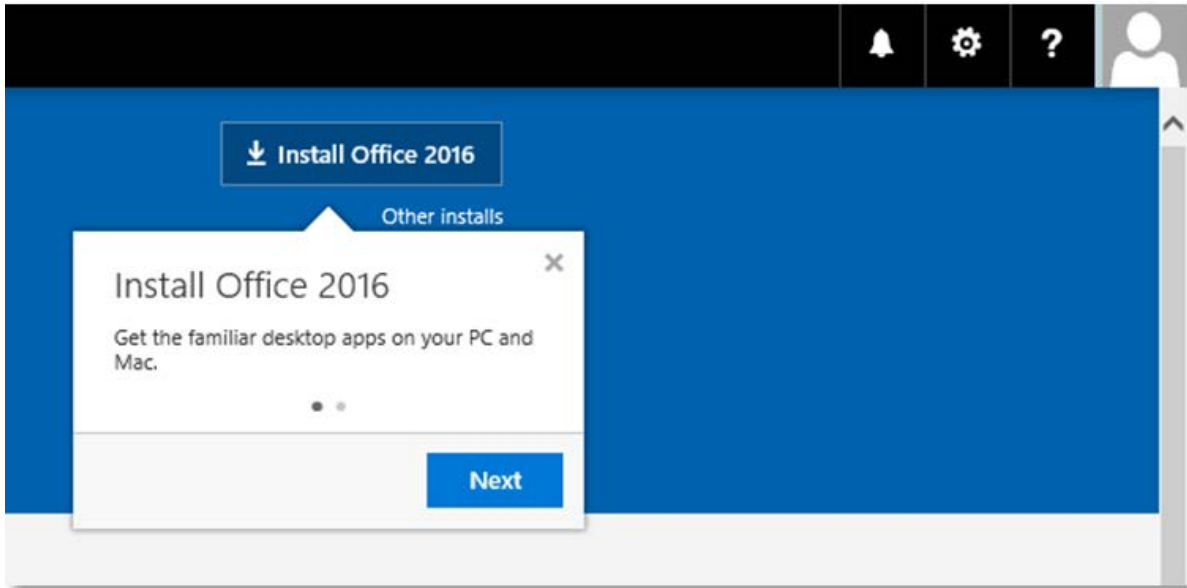 ?
Install Office 2016
Other installs
Install Office 2016
Get the familiar desktop apps on your PC and
Mac.
Next